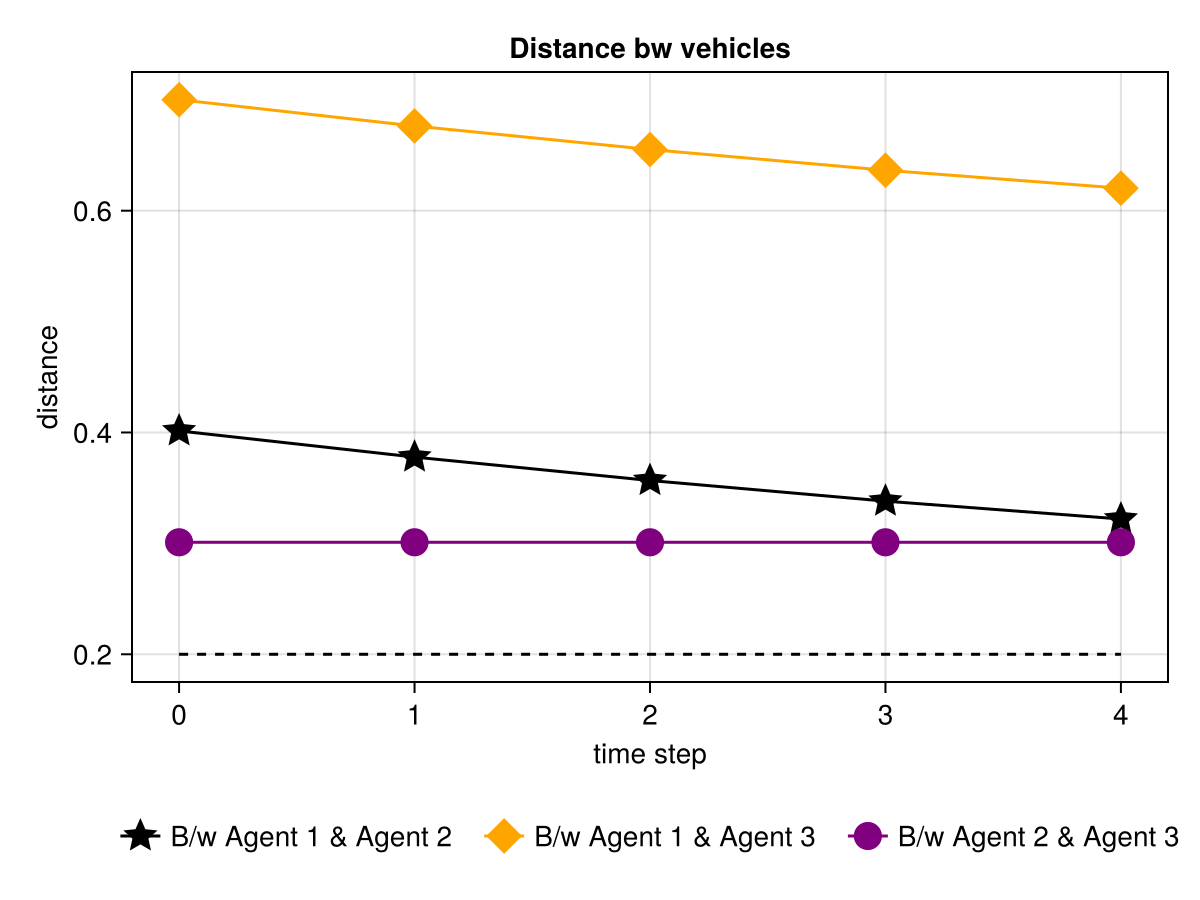 Distance bw vehicles
distance
0.6
0.4
0.2
0 1 2 3 4
time step
B/w Agent 1 & Agent 2 B/w Agent 1 & Agent 3 B/w Agent 2 & Agent 3